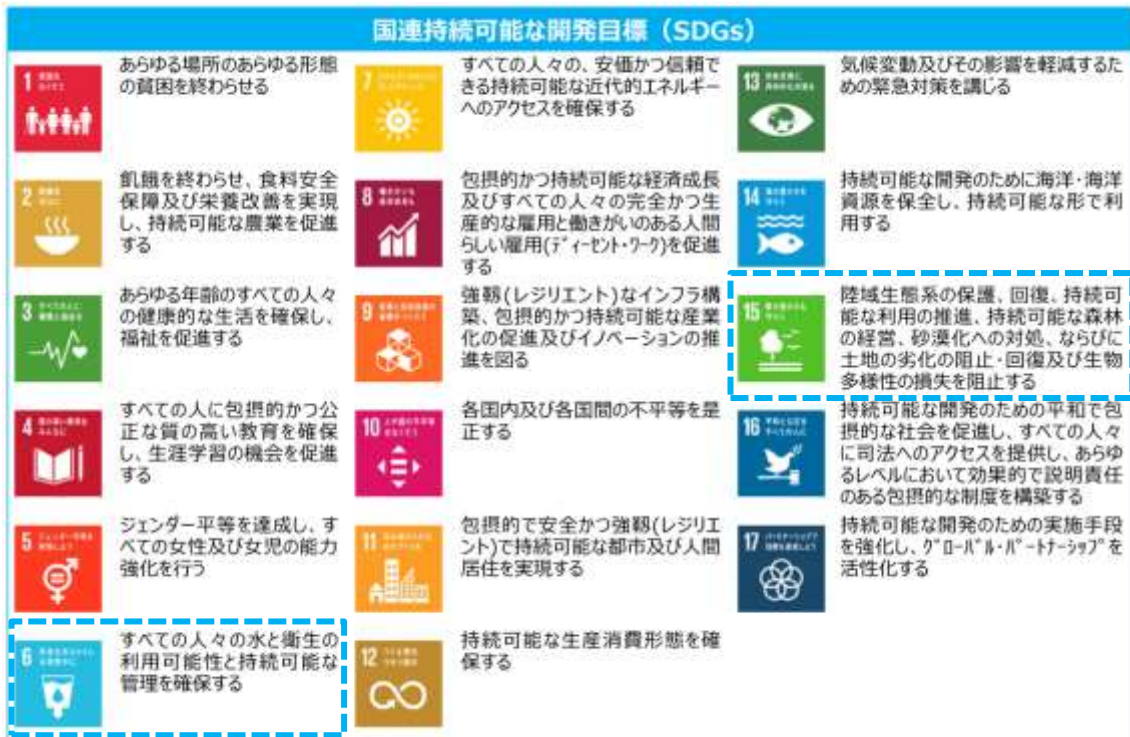 国連持続可能な開発目標（SDGs）
1
あらゆる場所のあらゆる形態
の貧困を終わらせる
2
飢餓を終わらせ、食料安全
保障及び栄養改善を実現
し、持続可能な農業を促進
する
3
あらゆる年齢のすべての人々
の健康的な生活を確保し、
福祉を促進する
4
すべての人に包摂的かつ公
正な質の高い教育を確保
し、生涯学習の機会を促進
する
5
ジェンダー平等を達成し、す
べての女性及び女児の能力
強化を行う
6
すべての人々の水と衛生の
利用可能性と持続可能な
管理を確保する
7
すべての人々の、安価かつ信頼で
きる持続可能な近代的エネルギー
へのアクセスを確保する
8
包摂的かつ持続可能な経済成長
及びすべての人々の完全かつ生
産的な雇用と働きがいのある人間
らしい雇用(ディーセント・ワーク)を促進
する
9
強靱(レジリエント)なインフラ構
築、包摂的かつ持続可能な産業
化の促進及びイノベーションの推
進を図る
10
各国内及び各国間の不平等を是
正する
11
包摂的で安全かつ強靱(レジリエ
ント)で持続可能な都市及び人間
居住を実現する
12
持続可能な生産消費形態を確
保する
13
気候変動及びその影響を軽減するた
めの緊急対策を講じる
14
持続可能な開発のために海洋・海洋
資源を保全し、持続可能な形で利
用する
15
陸域生態系の保護、回復、持続可
能な利用の推進、持続可能な森林
の経営、砂漠化への対処、ならびに
土地の劣化の阻止・回復及び生物
多様性の損失を阻止する
16
持続可能な開発のための平和で包
摂的な社会を促進し、すべての人々
に司法へのアクセスを提供し、あらゆ
るレベルにおいて効果的で説明責任
のある包摂的な制度を構築する
17
持続可能な開発のための実施手段
を強化し、グローバル・パートナーシップを
活性化する